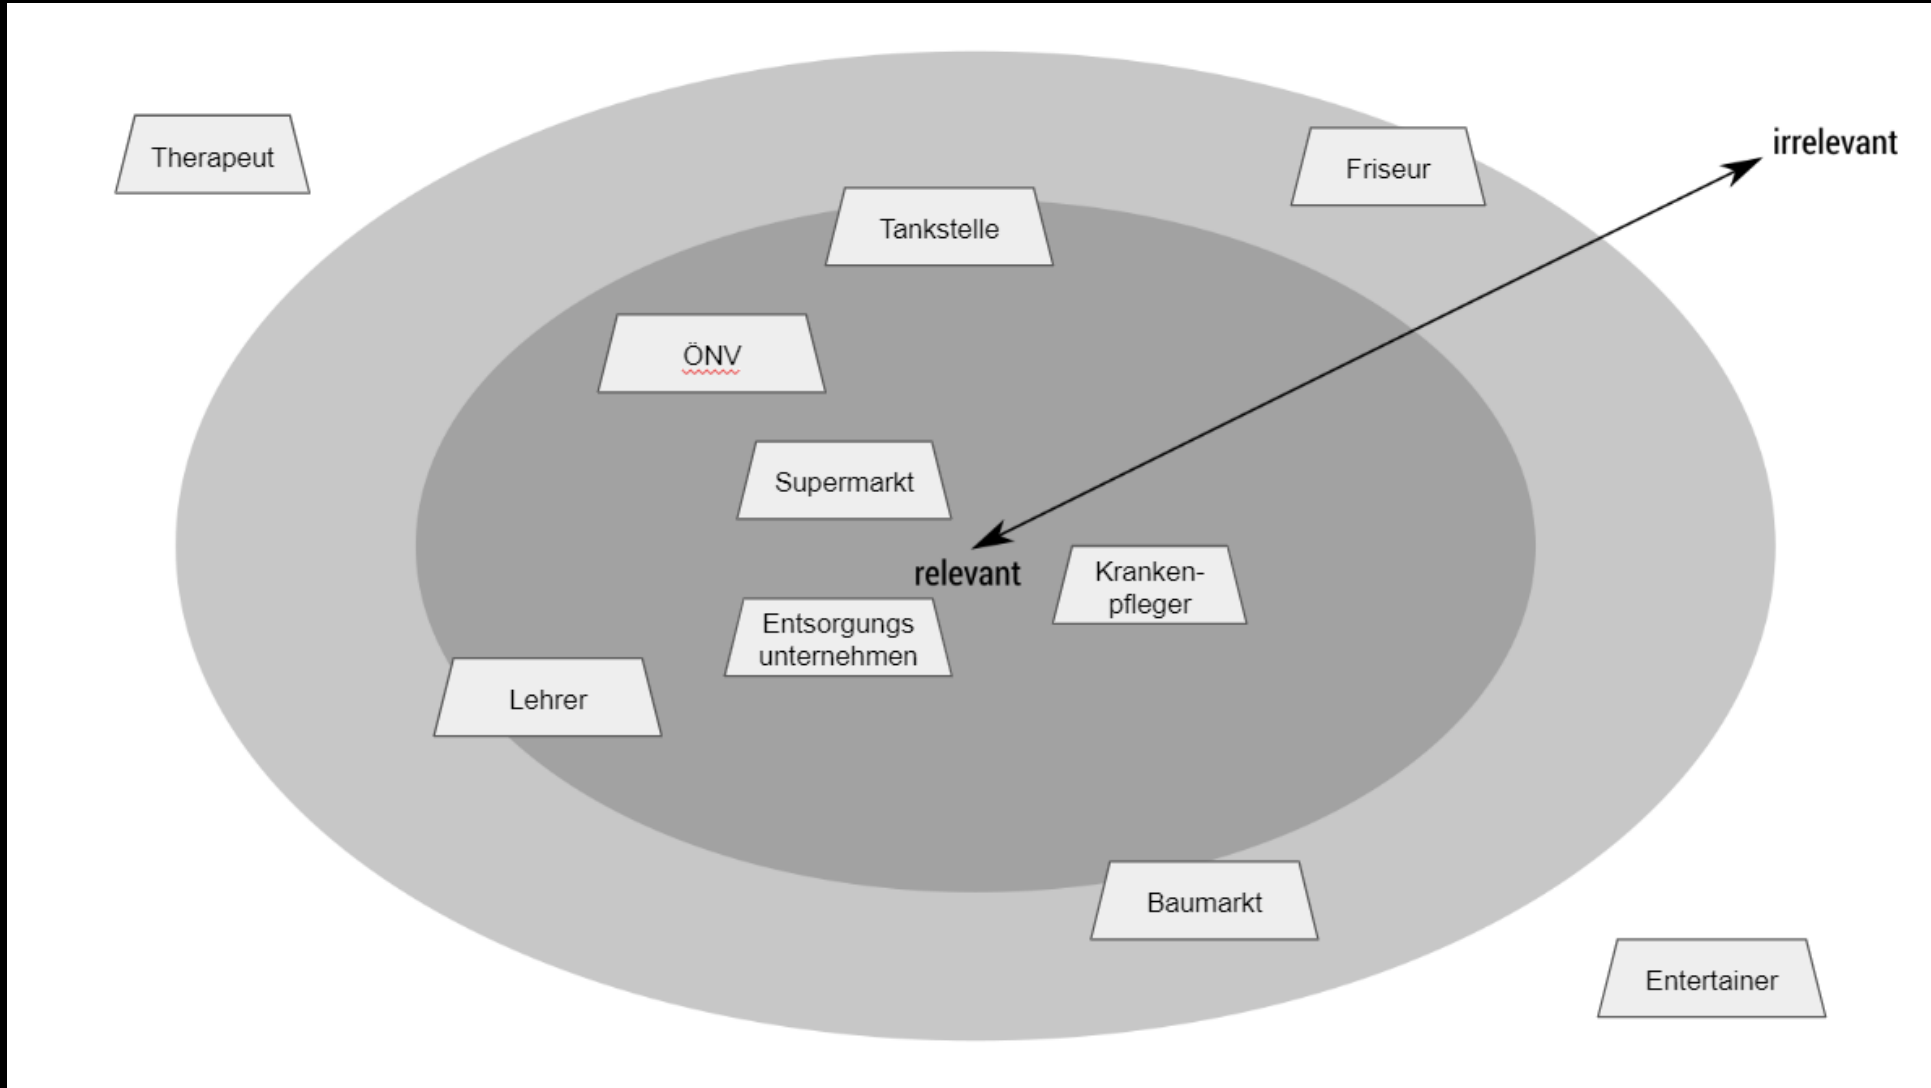 irrelevant
Therapeut
Friseur
Tankstelle
ÖNV
Supermarkt
relevant
Kranken-
pfleger
Entsorgungs
unternehmen
Lehrer
Baumarkt
Entertainer